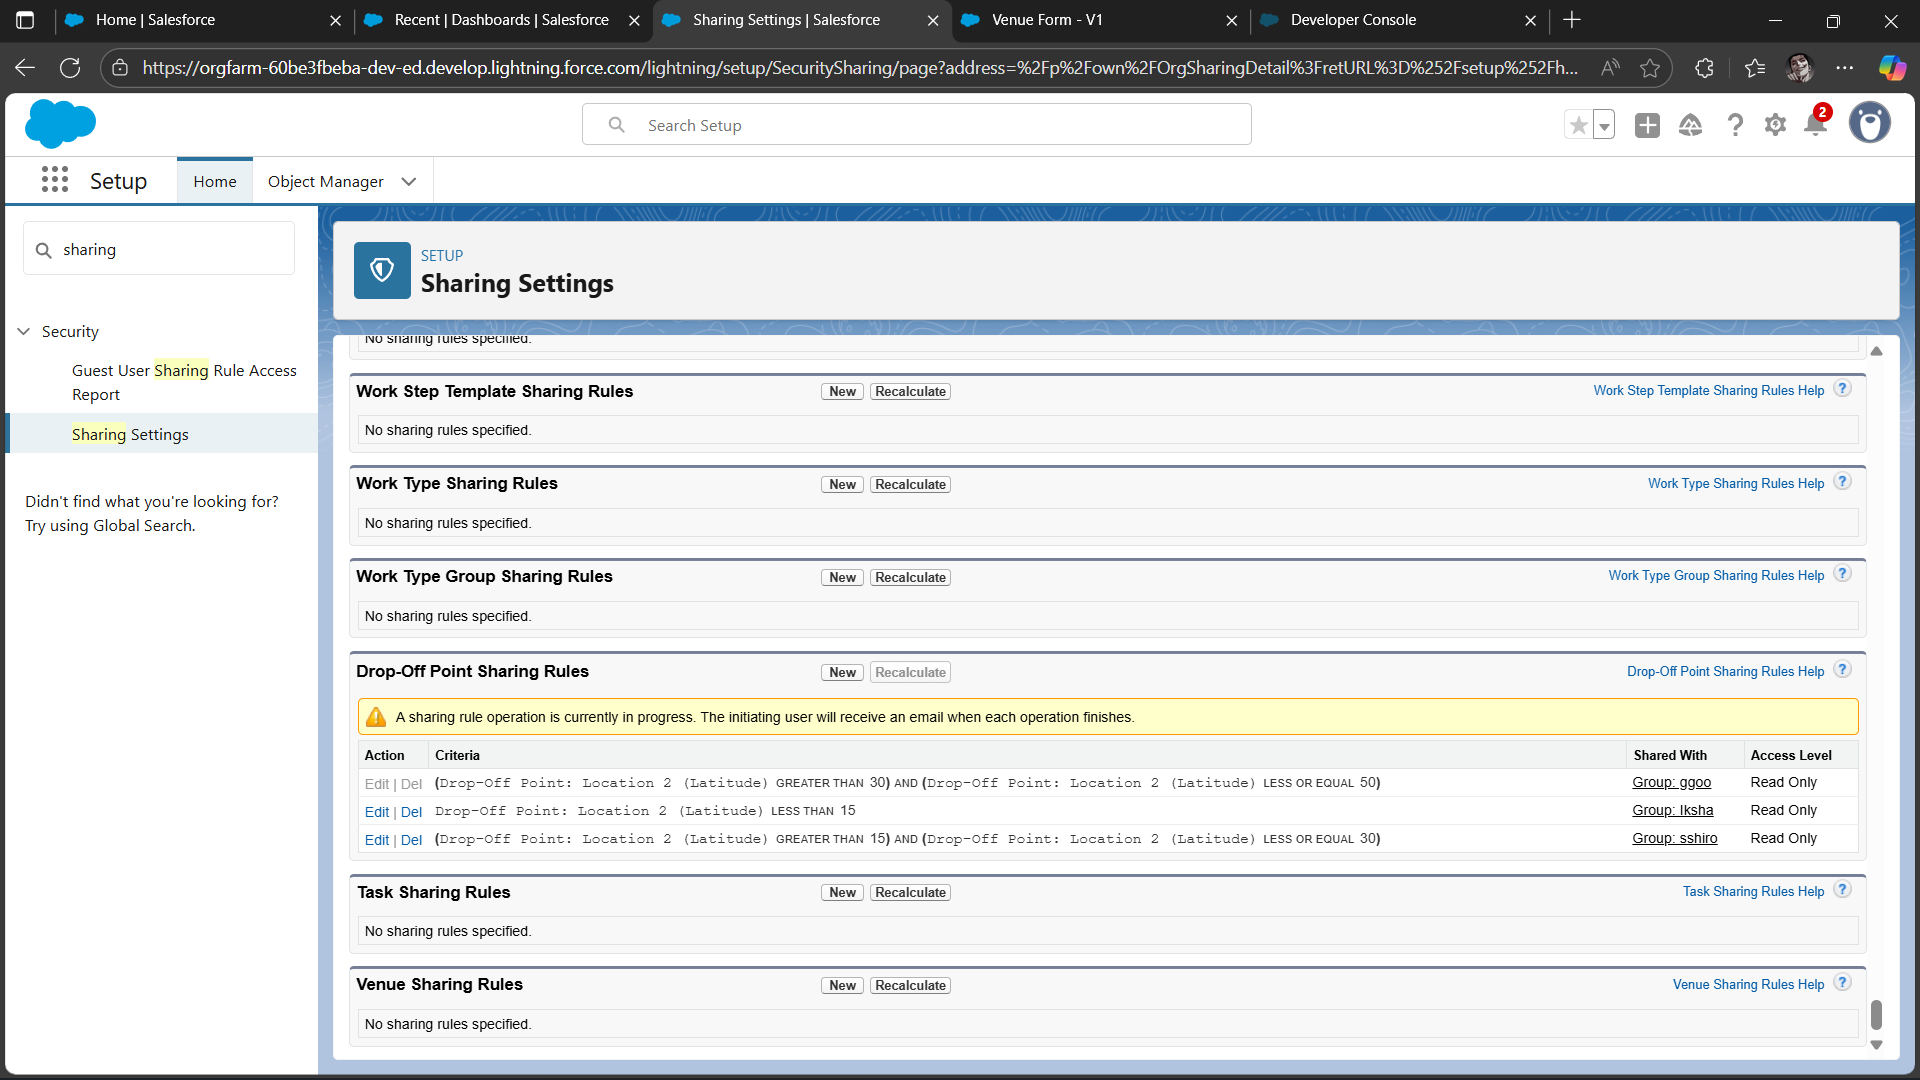 Home | Salesforce
Recent | Dashboards | Salesforce
Sharing Settings | Salesforce
Venue Form - V1
Developer Console
https://orgfarm-60be3fbeba-dev-ed.develop.lightning.force.com/lightning/setup/SecuritySharing/page?address=%2Fp%2Fown%2FOrgSharingDetail%3FretURL%3D%252Fsetup%252Fh...
Search Setup
2
Setup
Home
Object Manager
sharing
Security
Guest User Sharing Rule Access
Report
Sharing Settings
Didn't find what you're looking for?
Try using Global Search.
SETUP
Sharing Settings
No sharing rules specified.
Work Step Template Sharing Rules New Recalculate Work Step Template Sharing Rules Help ?
No sharing rules specified.
Work Type Sharing Rules New Recalculate Work Type Sharing Rules Help ?
No sharing rules specified.
Work Type Group Sharing Rules New Recalculate Work Type Group Sharing Rules Help ?
No sharing rules specified.
Drop-Off Point Sharing Rules New Recalculate Drop-Off Point Sharing Rules Help ?
A sharing rule operation is currently in progress. The initiating user will receive an email when each operation finishes.
Action Criteria Shared With Access Level
Edit | Del (Drop-Off Point: Location 2 (Latitude) GREATER THAN 30) AND (Drop-Off Point: Location 2 (Latitude) LESS OR EQUAL 50) Group: ggoo Read Only
Edit | Del Drop-Off Point: Location 2 (Latitude) LESS THAN 15 Group: Iksha Read Only
Edit | Del (Drop-Off Point: Location 2 (Latitude) GREATER THAN 15) AND (Drop-Off Point: Location 2 (Latitude) LESS OR EQUAL 30) Group: sshiro Read Only
Task Sharing Rules New Recalculate Task Sharing Rules Help ?
No sharing rules specified.
Venue Sharing Rules New Recalculate Venue Sharing Rules Help ?
No sharing rules specified.